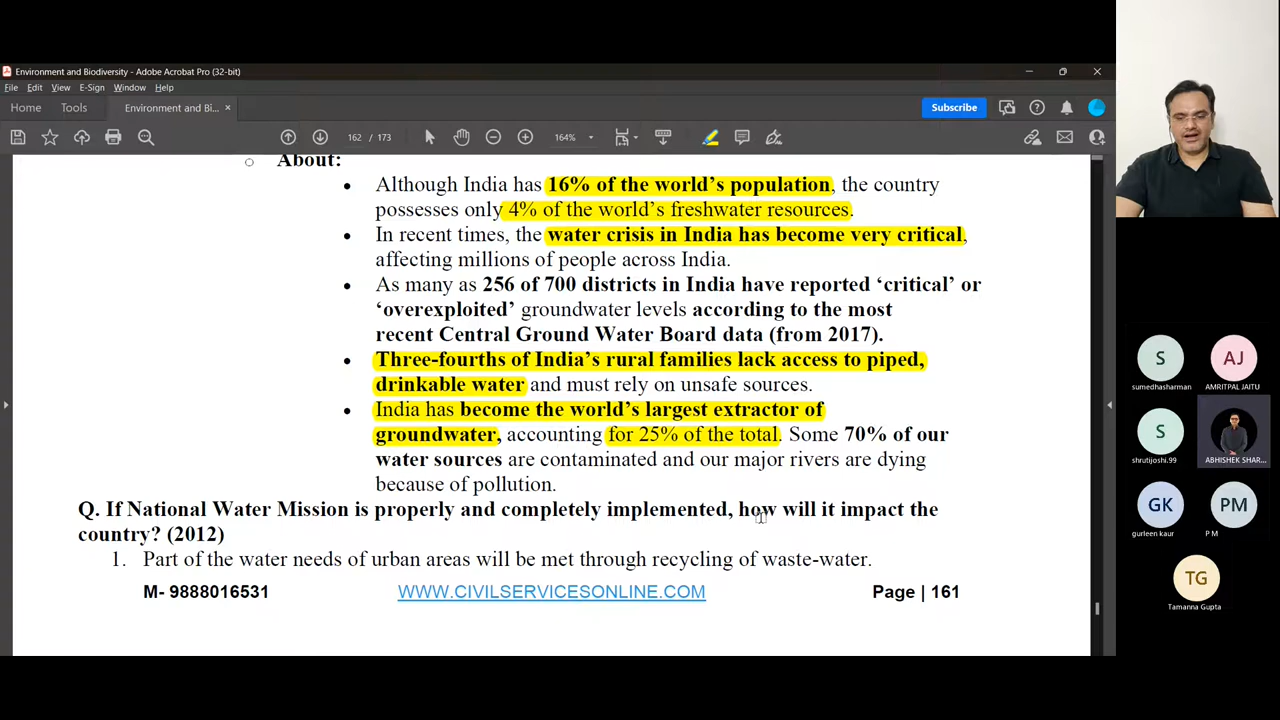 Environment and Biodiversity - Adobe Acrobat Pro (32-bit)
File Edit View E-Sign Window Help
Home Tools Environment and Bi... × Subscribe
162 / 173 164%
About:
Although India has 16% of the world's population, the country
possesses only 4% of the world's freshwater resources.
In recent times, the water crisis in India has become very critical,
affecting millions of people across India.
As many as 256 of 700 districts in India have reported ‘critical’ or
‘overexploited’ groundwater levels according to the most
recent Central Ground Water Board data (from 2017).
Three-fourths of India’s rural families lack access to piped,
drinkable water and must rely on unsafe sources.
India has become the world’s largest extractor of
groundwater, accounting for 25% of the total. Some 70% of our
water sources are contaminated and our major rivers are dying
because of pollution.
Q. If National Water Mission is properly and completely implemented, how will it impact the
country? (2012)
1. Part of the water needs of urban areas will be met through recycling of waste-water.
M- 9888016531 WWW.CIVILSERVICESONLINE.COM Page | 161
S AJ
sumedhasharman AMRITPAL JAITU
S
shrutijoshi.99 ABHISHEK SHAR...
GK PM
gurleen kaur P M
TG
Tamanna Gupta